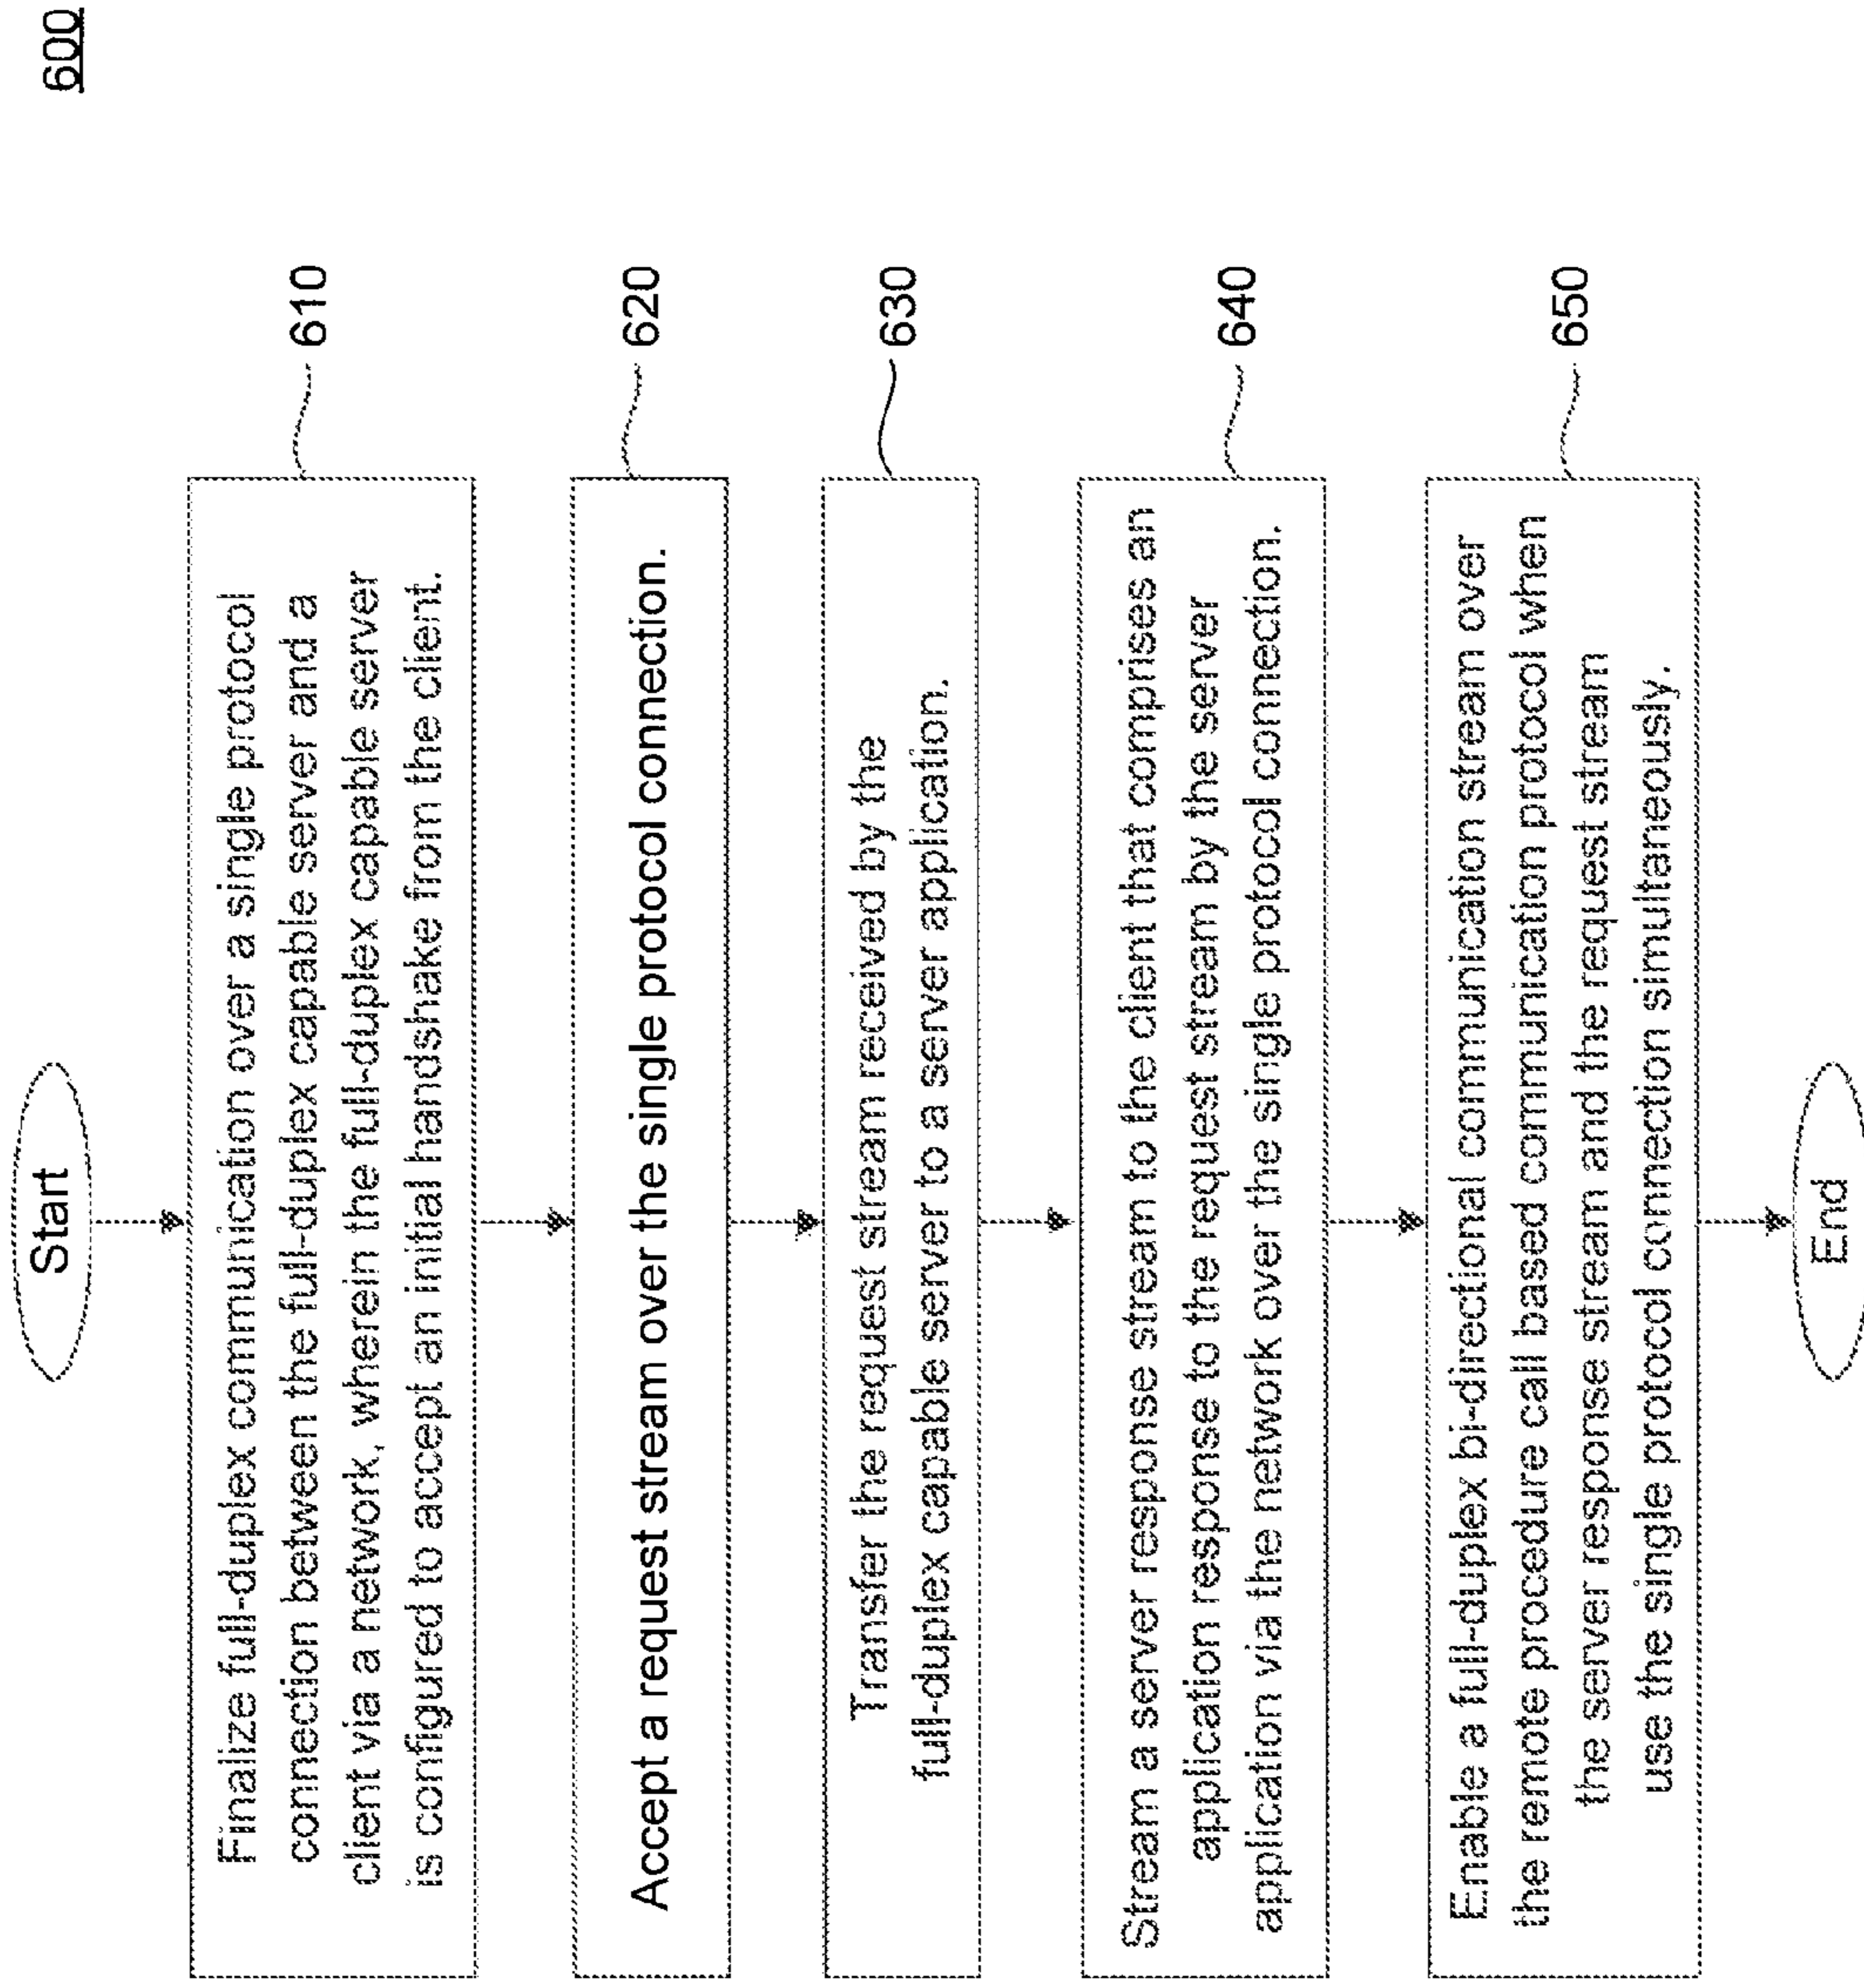 600
Start
Finalize full-duplex communication over a single protocol
connection between the full-duplex capable server and a
client via a network, wherein the full-duplex capable server
is configured to accept an initial handshake from the client.
610
Accept a request stream over the single protocol connection.
620
Transfer the request stream received by the
full-duplex capable server to a server application.
630
Stream a server response stream to the client that comprises an
application response to the request stream by the server
application via the network over the single protocol connection.
640
Enable a full-duplex bi-directional communication stream over
the remote procedure call based communication protocol when
the server response stream and the request stream
use the single protocol connection simultaneously.
650
End